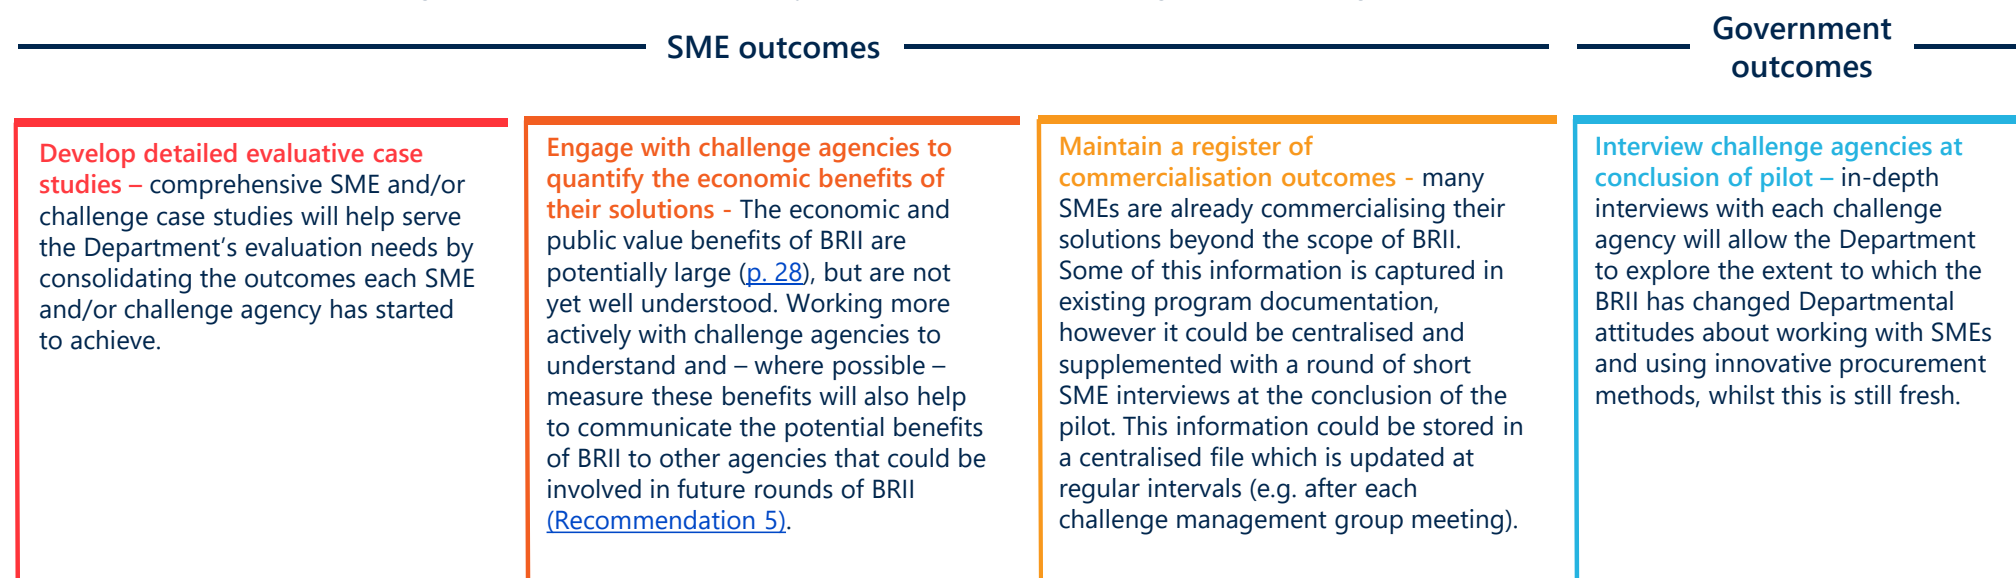 SME outcomes
Government
outcomes
Develop detailed evaluative case
studies – comprehensive SME and/or
challenge case studies will help serve
the Department’s evaluation needs by
consolidating the outcomes each SME
and/or challenge agency has started
to achieve.
Engage with challenge agencies to
quantify the economic benefits of
their solutions - The economic and
public value benefits of BRII are
potentially large (p. 28), but are not
yet well understood. Working more
actively with challenge agencies to
understand and – where possible –
measure these benefits will also help
to communicate the potential benefits
of BRII to other agencies that could be
involved in future rounds of BRII
(Recommendation 5).
Maintain a register of
commercialisation outcomes - many
SMEs are already commercialising their
solutions beyond the scope of BRII.
Some of this information is captured in
existing program documentation,
however it could be centralised and
supplemented with a round of short
SME interviews at the conclusion of the
pilot. This information could be stored in
a centralised file which is updated at
regular intervals (e.g. after each
challenge management group meeting).
Interview challenge agencies at
conclusion of pilot – in-depth
interviews with each challenge
agency will allow the Department
to explore the extent to which the
BRII has changed Departmental
attitudes about working with SMEs
and using innovative procurement
methods, whilst this is still fresh.